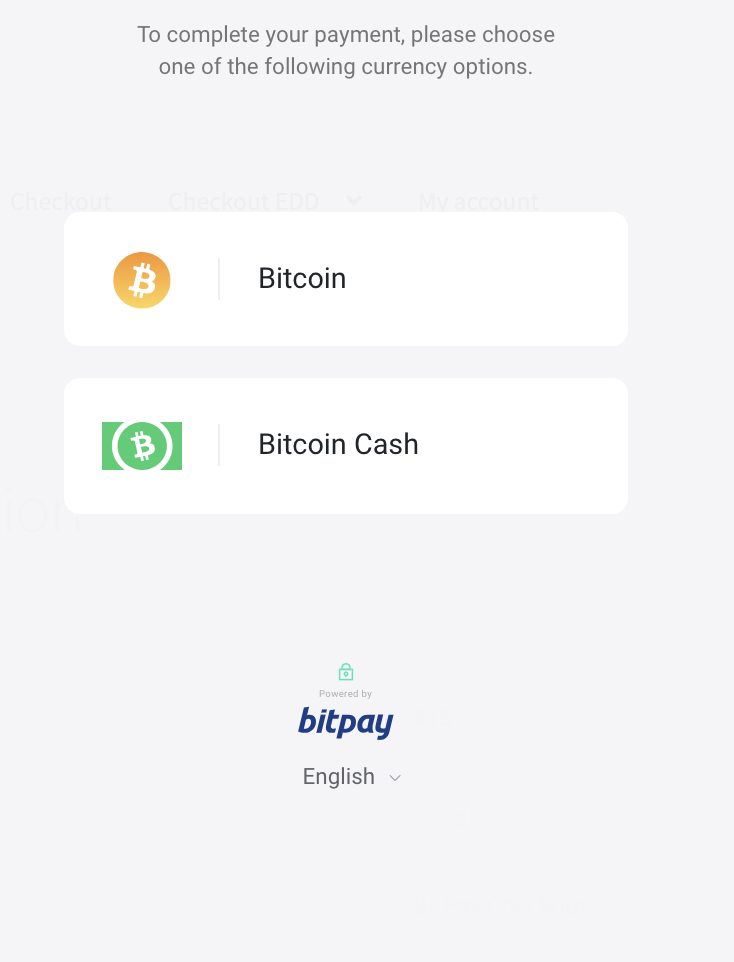 To complete your payment, please choose
one of the following currency options.
Checkout Checkout EDD My account
Bitcoin
Bitcoin Cash
ion
Powered by
bitpay
English